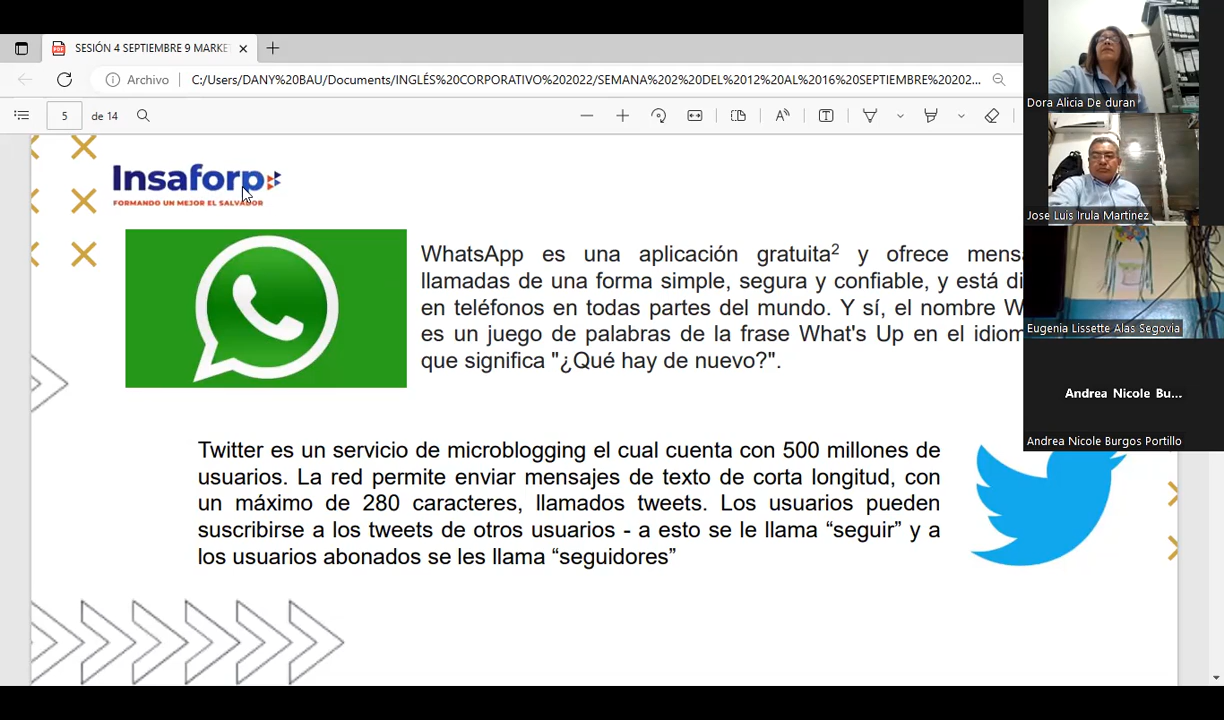 SESIÓN 4 SEPTIEMBRE 9 MARKE
Archivo
C:/Users/DANY%20BAU/Documents/INGLÉS%20CORPORATIVO%202022/SEMANA%202%20DEL%2012%20AL%2016%20SEPTIEMBRE%20202...
5 de 14
Insaforp
FORMANDO UN MEJOR EL SALVADOR
WhatsApp es una aplicación gratuita² y ofrece mensa
llamadas de una forma simple, segura y confiable, y está di
en teléfonos en todas partes del mundo. Y sí, el nombre W
es un juego de palabras de la frase What's Up en el idiom
que significa "¿Qué hay de nuevo?".
Twitter es un servicio de microblogging el cual cuenta con 500 millones de
usuarios. La red permite enviar mensajes de texto de corta longitud, con
un máximo de 280 caracteres, llamados tweets. Los usuarios pueden
suscribirse a los tweets de otros usuarios - a esto se le llama “seguir” y a
los usuarios abonados se les llama “seguidores”
Dora Alicia De duran
Jose Luis Irula Martinez
Eugenia Lissette Alas Segovia
Andrea Nicole Bu...
Andrea Nicole Burgos Portillo